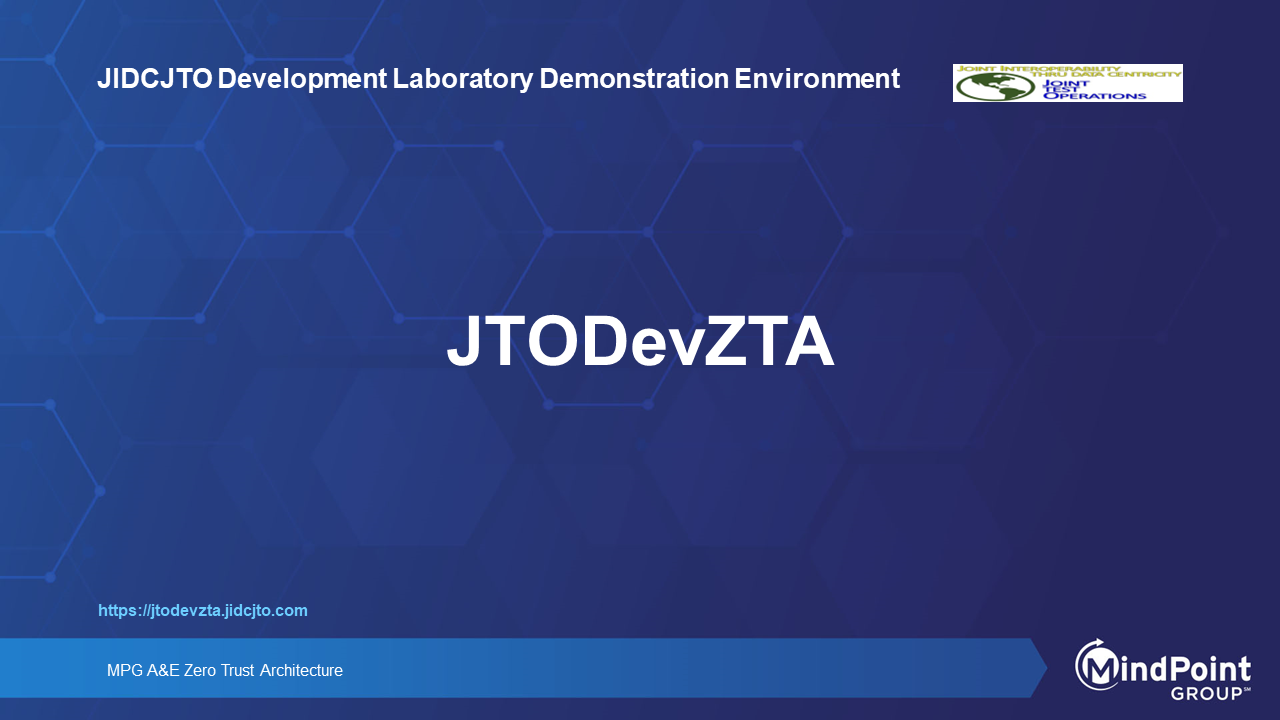 JIDCJTO Development Laboratory Demonstration Environment
JOINT INTEROPERABILITY
THRU DATA CENTRICITY
JOINT
TEST
OPERATIONS
JTODevZTA
https://jtodevzta.jidcjto.com
MPG A&E Zero Trust Architecture
MindPoint
GROUP℠